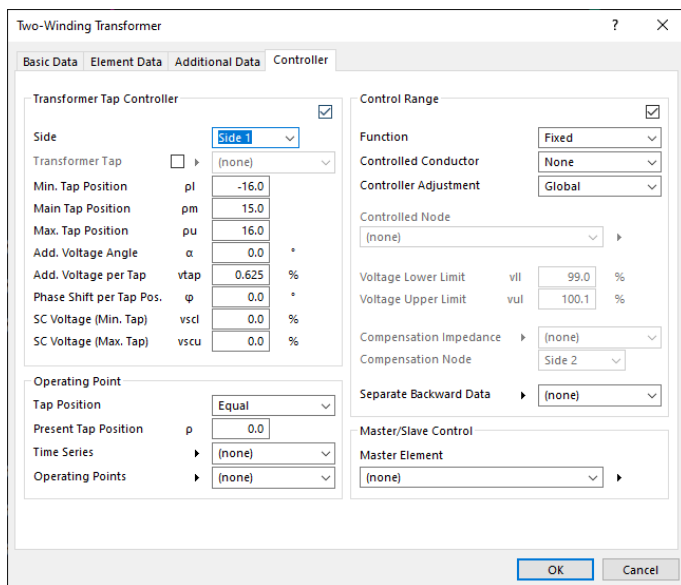 Two-Winding Transformer ? ×
Basic Data Element Data Additional Data Controller
Transformer Tap Controller
Side Side 1
Transformer Tap (none)
Min. Tap Position ρl -16.0
Main Tap Position ρm 15.0
Max. Tap Position ρu 16.0
Add. Voltage Angle α 0.0 °
Add. Voltage per Tap vtap 0.625 %
Phase Shift per Tap Pos. φ 0.0 °
SC Voltage (Min. Tap) vscl 0.0 %
SC Voltage (Max. Tap) vscu 0.0 %
Operating Point
Tap Position Equal
Present Tap Position ρ 0.0
Time Series (none)
Operating Points (none)
Control Range
Function Fixed
Controlled Conductor None
Controller Adjustment Global
Controlled Node
(none)
Voltage Lower Limit vll 99.0 %
Voltage Upper Limit vul 100.1 %
Compensation Impedance (none)
Compensation Node Side 2
Separate Backward Data (none)
Master/Slave Control
Master Element
(none)
OK Cancel